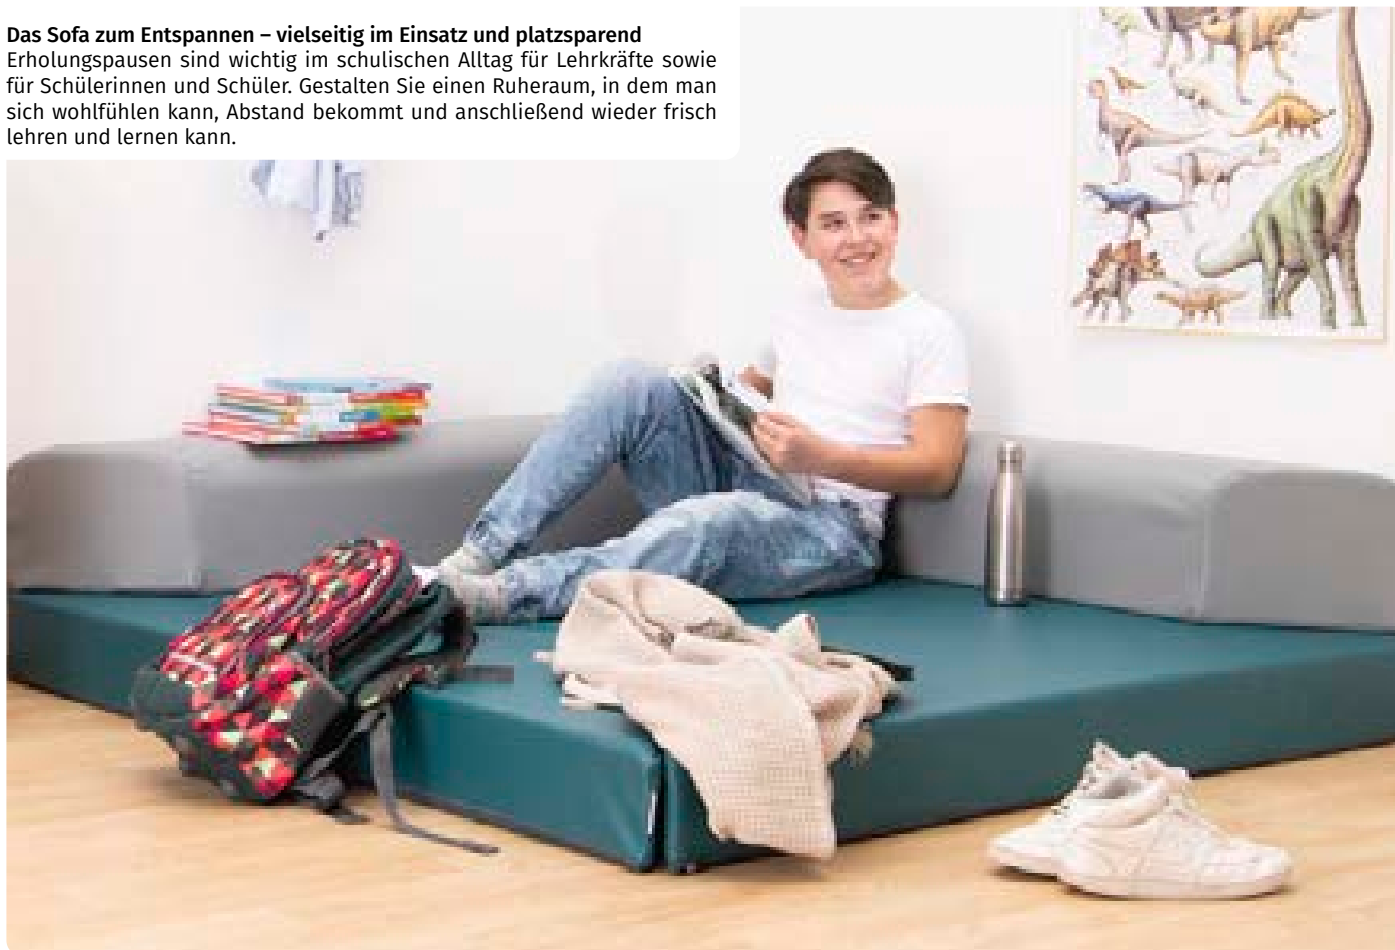 Das Sofa zum Entspannen – vielseitig im Einsatz und platzsparend
Erholungspausen sind wichtig im schulischen Alltag für Lehrkräfte sowie
für Schülerinnen und Schüler. Gestalten Sie einen Ruheraum, in dem man
sich wohlfühlen kann, Abstand bekommt und anschließend wieder frisch
lehren und lernen kann.